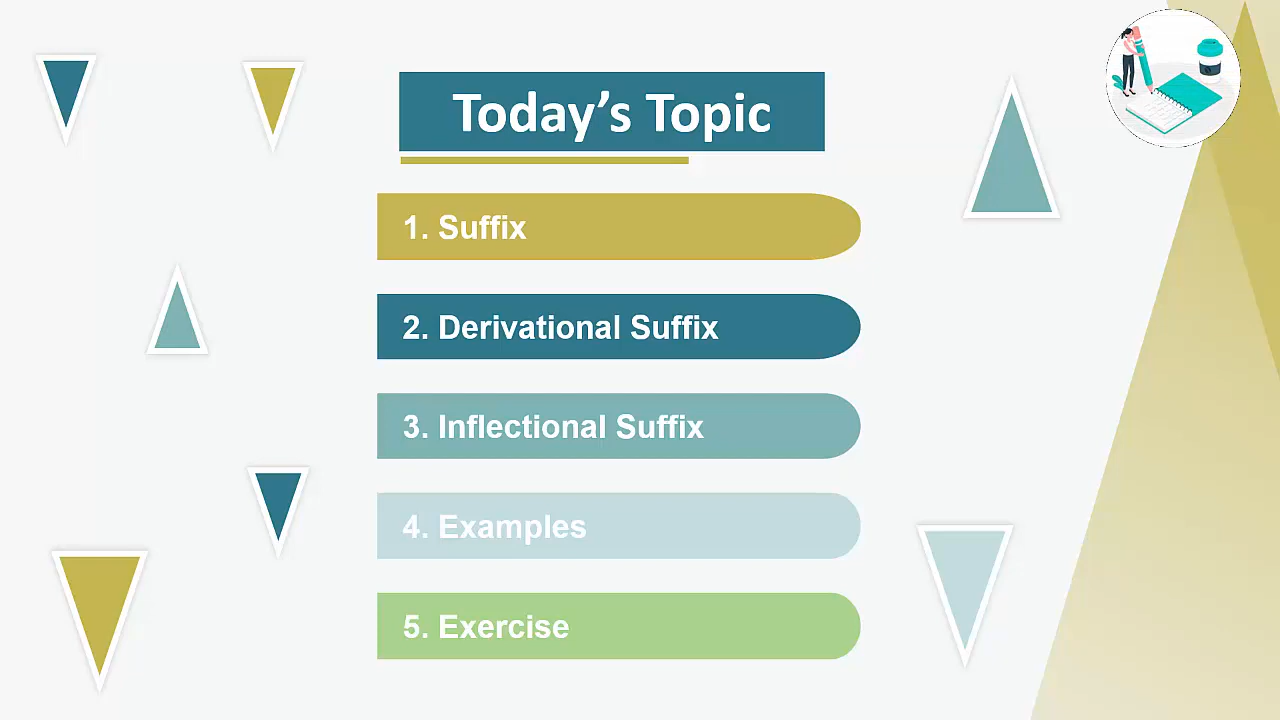 Today’s Topic
1. Suffix
2. Derivational Suffix
3. Inflectional Suffix
4. Examples
5. Exercise